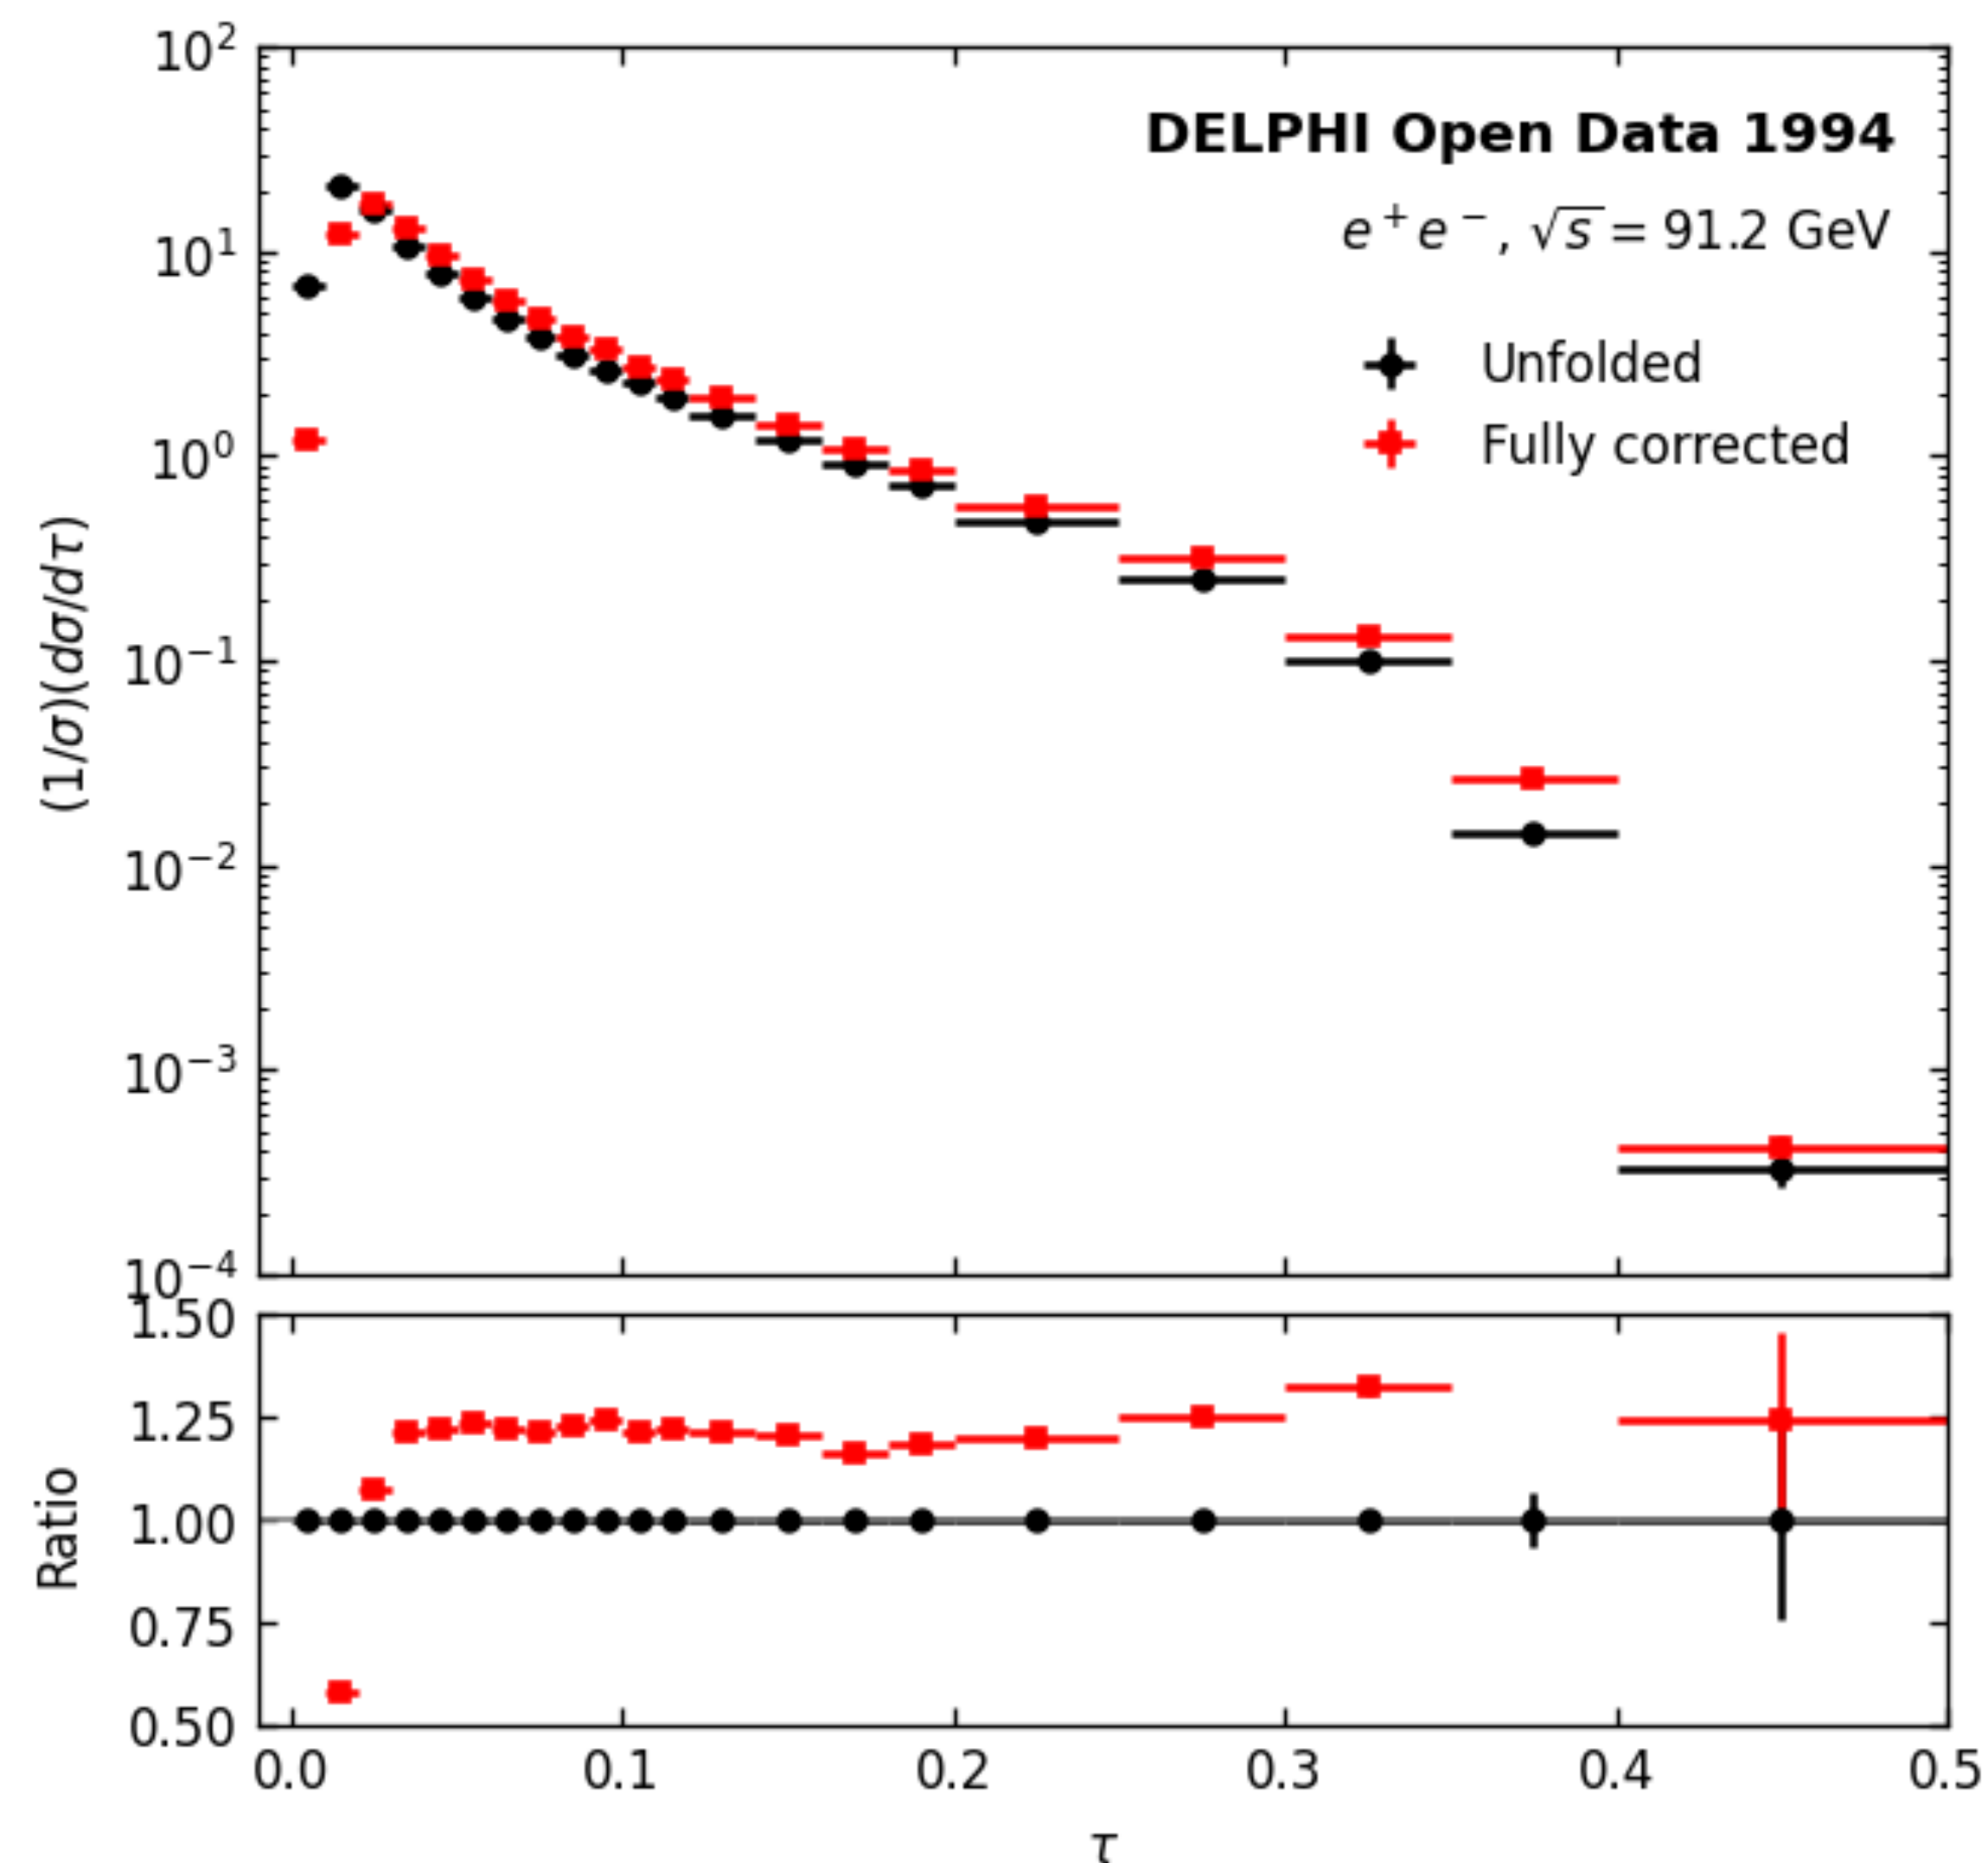 DELPHI Open Data 1994
e⁺e⁻, √s = 91.2 GeV
Unfolded
Fully corrected
(1/σ)(dσ/dτ)
10²
10¹
10⁰
10⁻¹
10⁻²
10⁻³
10⁻⁴
Ratio
1.50
1.25
1.00
0.75
0.50
0.0 0.1 0.2 0.3 0.4 0.5
τ